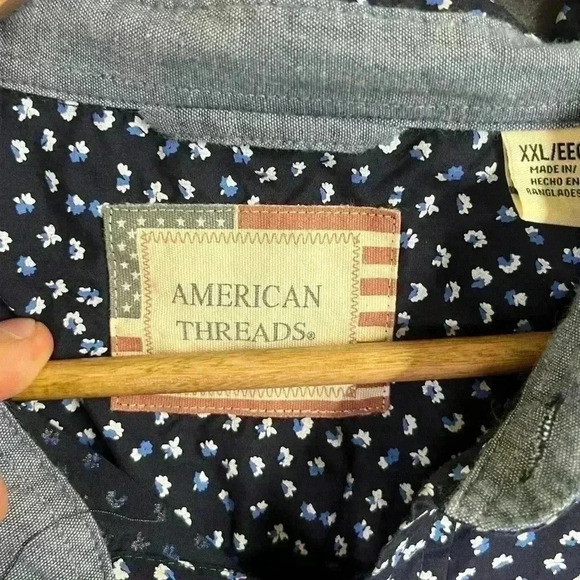 AMERICAN
THREADS®
XXL/EEG
MADE IN/
HECHO EN
BANGLADES